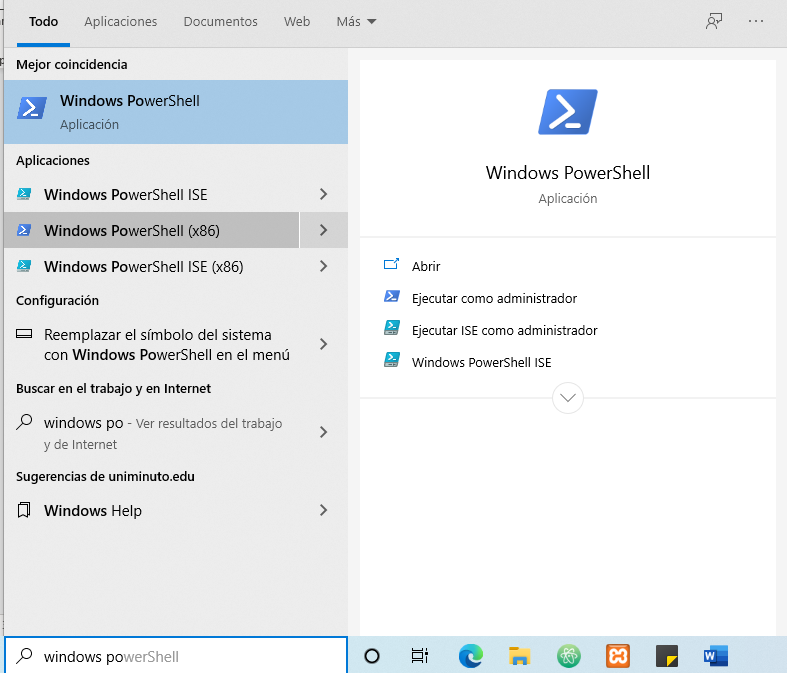 Todo Aplicaciones Documentos Web Más
Mejor coincidencia
Windows PowerShell
Aplicación
Aplicaciones
Windows PowerShell ISE
Windows PowerShell (x86)
Windows PowerShell ISE (x86)
Configuración
Reemplazar el símbolo del sistema
con Windows PowerShell en el menú
Buscar en el trabajo y en Internet
windows po - Ver resultados del trabajo
y de Internet
Sugerencias de uniminuto.edu
Windows Help
windows powerShell
Windows PowerShell
Aplicación
Abrir
Ejecutar como administrador
Ejecutar ISE como administrador
Windows PowerShell ISE
W